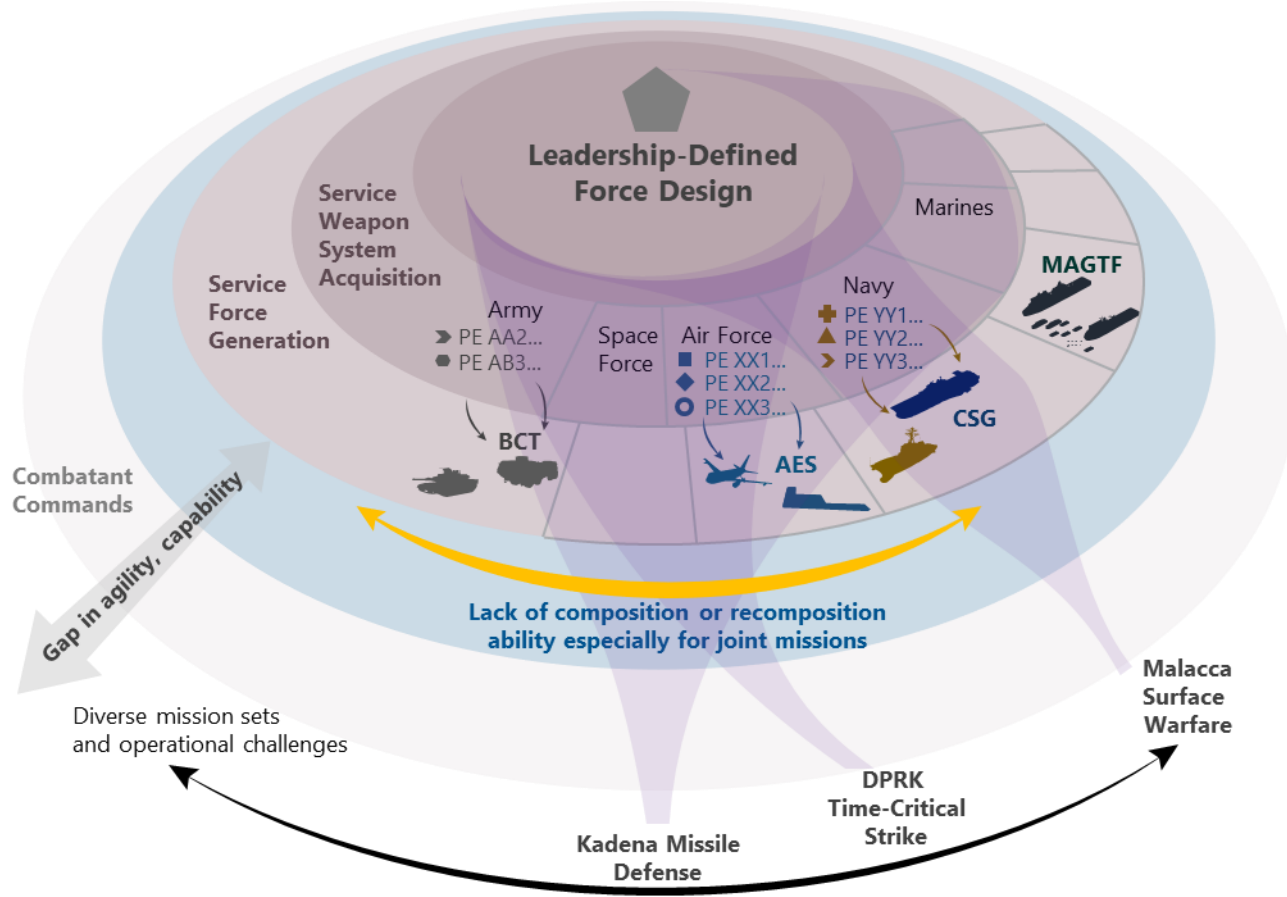 Leadership-Defined
Force Design
Service
Weapon
System
Acquisition
Service
Force
Generation
Army
PE AA2...
PE AB3...
BCT
Space
Force
Air Force
PE XX1...
PE XX2...
PE XX3...
AES
Navy
PE YY1...
PE YY2...
PE YY3...
CSG
Marines
MAGTF
Combatant
Commands
Gap in agility, capability
Lack of composition or recomposition
ability especially for joint missions
Diverse mission sets
and operational challenges
Kadena Missile
Defense
DPRK
Time-Critical
Strike
Malacca
Surface
Warfare